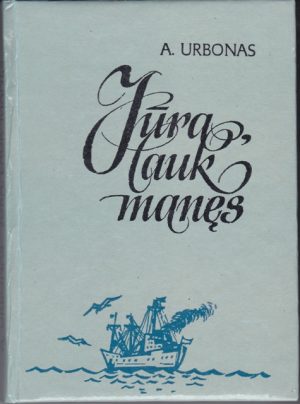 A. URBONAS
Jūra,
lauk
manęs